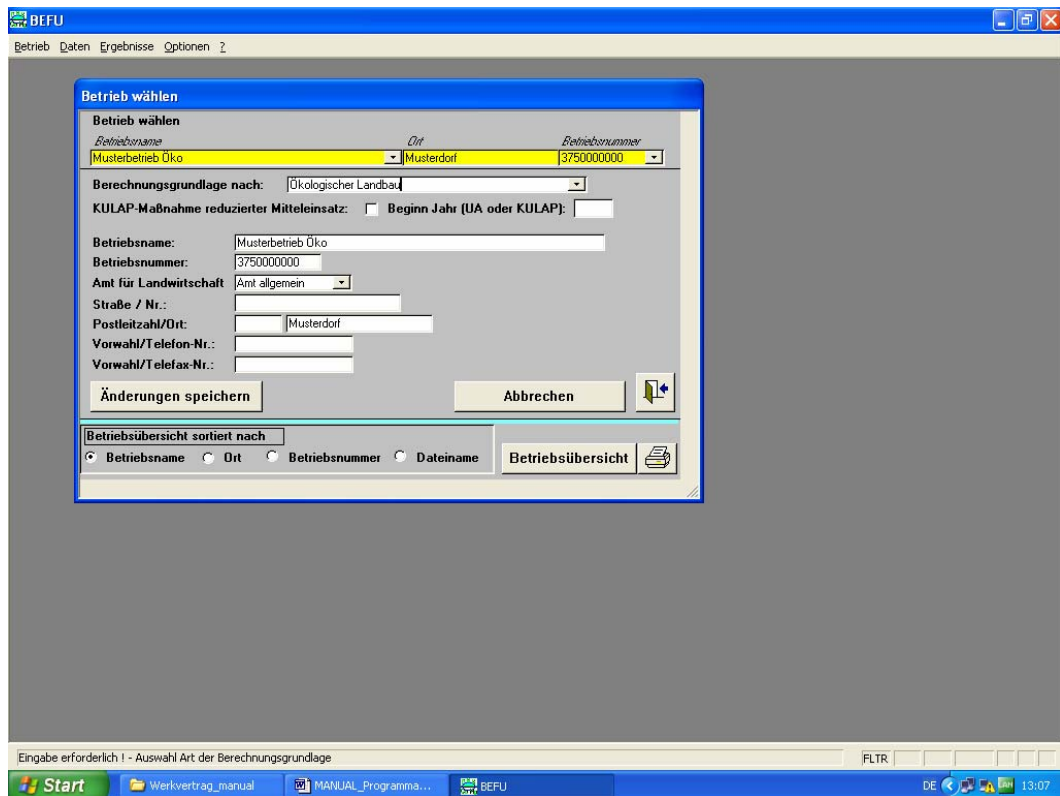 BEFU
Betrieb Daten Ergebnisse Optionen ?
Betrieb wählen
Betrieb wählen
Betriebsname Ort Betriebsnummer
Musterbetrieb Öko Musterdorf 3750000000
Berechnungsgrundlage nach: Ökologischer Landbau
KULAP-Maßnahme reduzierter Mitteleinsatz: Beginn Jahr (UA oder KULAP):
Betriebsname: Musterbetrieb Öko
Betriebsnummer: 3750000000
Amt für Landwirtschaft Amt allgemein
Straße / Nr.:
Postleitzahl/Ort: Musterdorf
Vorwahl/Telefon-Nr.:
Vorwahl/Telefax-Nr.:
Änderungen speichern Abbrechen
Betriebsübersicht sortiert nach
Betriebsname Ort Betriebsnummer Dateiname Betriebsübersicht
Eingabe erforderlich ! - Auswahl Art der Berechnungsgrundlage FLTR
Start Werkvertrag_manual MANUAL_Programma... BEFU DE LAN 13:07